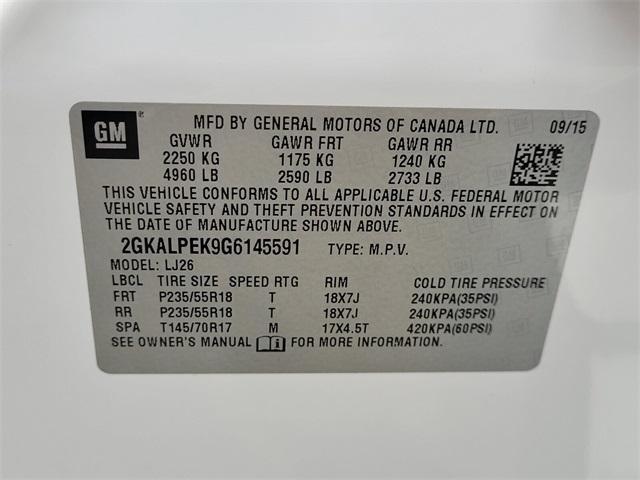 GM ® MFD BY GENERAL MOTORS OF CANADA LTD. 09/15
GVWR GAWR FRT GAWR RR
2250 KG 1175 KG 1240 KG
4960 LB 2590 LB 2733 LB
THIS VEHICLE CONFORMS TO ALL APPLICABLE U.S. FEDERAL MOTOR
VEHICLE SAFETY AND THEFT PREVENTION STANDARDS IN EFFECT ON
THE DATE OF MANUFACTURE SHOWN ABOVE.
2GKALPEK9G6145591 TYPE: M.P.V.
MODEL: LJ26
LBCL TIRE SIZE SPEED RTG RIM COLD TIRE PRESSURE
FRT P235/55R18 T 18X7J 240KPA(35PSI)
RR P235/55R18 T 18X7J 240KPA(35PSI)
SPA T145/70R17 M 17X4.5T 420KPA(60PSI)
SEE OWNER'S MANUAL FOR MORE INFORMATION.